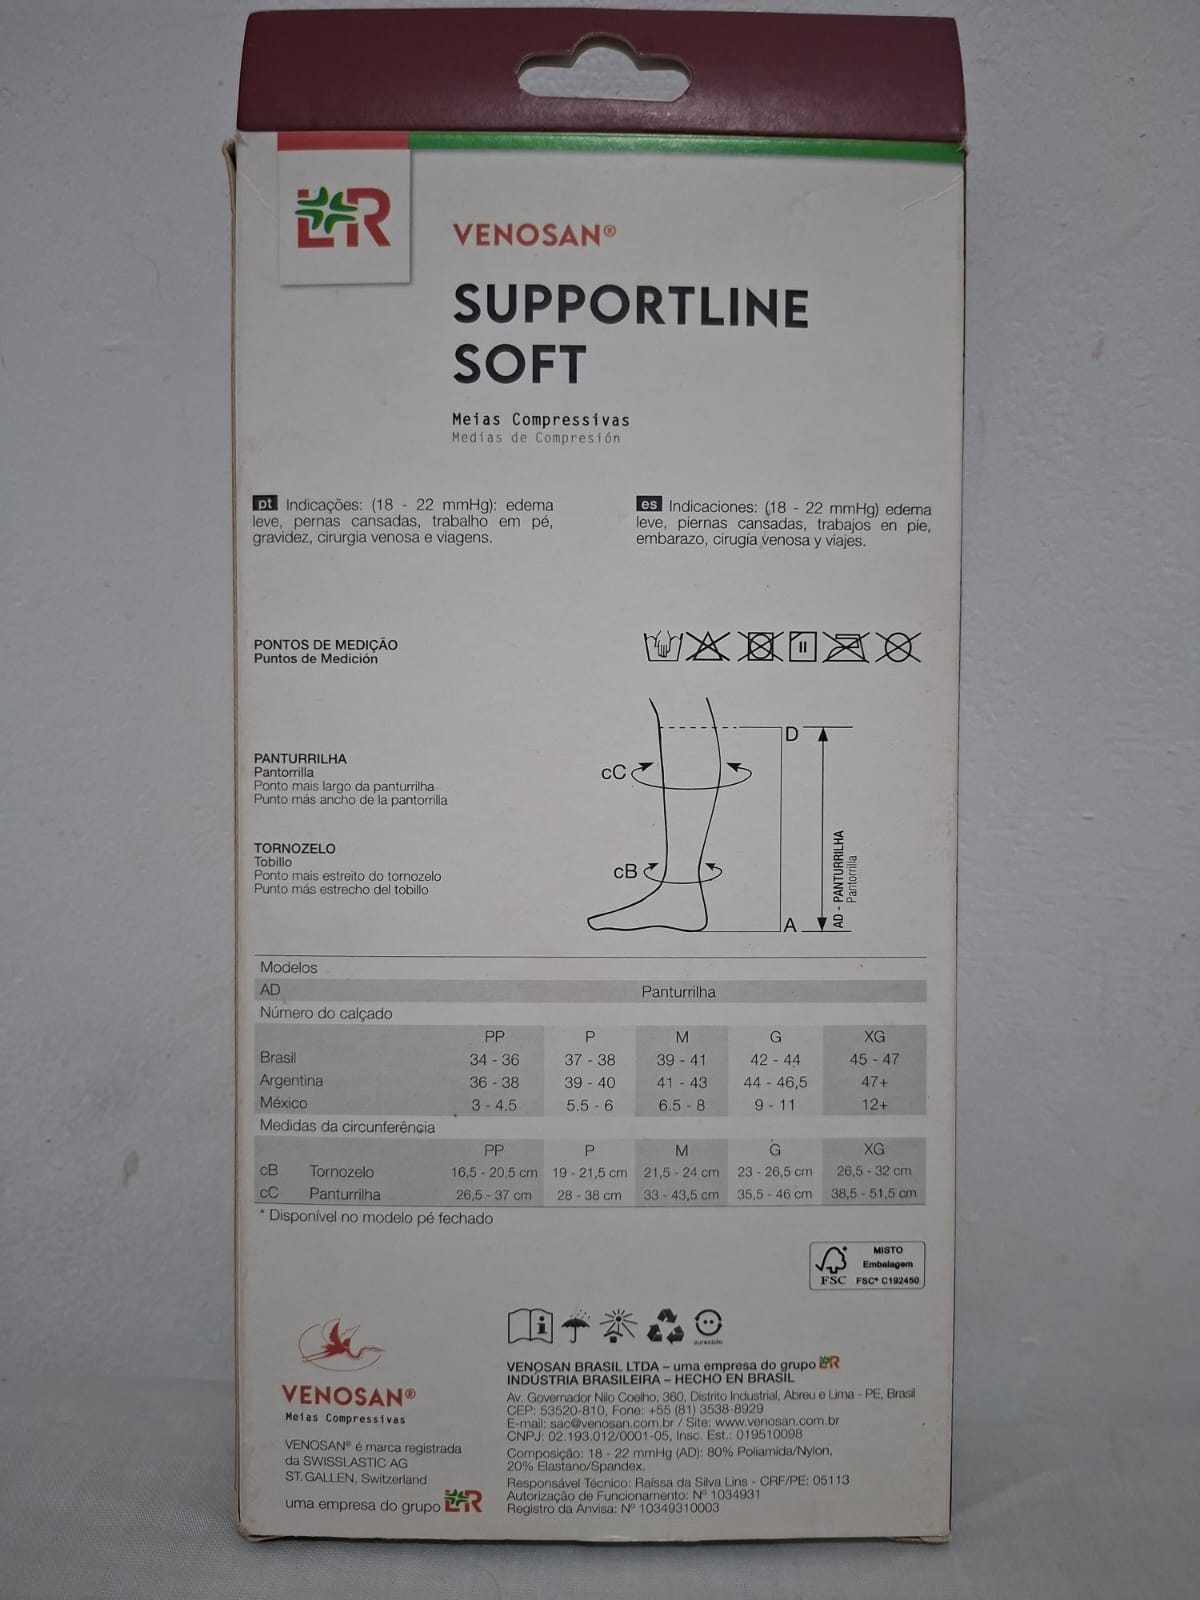 L&R
VENOSAN®
SUPPORTLINE
SOFT
Meias Compressivas
Medias de Compresión
pt Indicações: (18 - 22 mmHg): edema
leve, pernas cansadas, trabalho em pé,
gravidez, cirurgia venosa e viagens.
es Indicaciones: (18 - 22 mmHg) edema
leve, piernas cansadas, trabajos en pie,
embarazo, cirugía venosa y viajes.
PONTOS DE MEDIÇÃO
Puntos de Medición
PANTURRILHA
Pantorrilla
Ponto mais largo da panturrilha
Punto más ancho de la pantorrilla
TORNOZELO
Tobillo
Ponto mais estreito do tornozelo
Punto más estrecho del tobillo
D
cC
cB
A
AD - PANTURRILHA
Pantorrilla
Modelos
AD Panturrilha
Número do calçado
PP P M G XG
Brasil 34 - 36 37 - 38 39 - 41 42 - 44 45 - 47
Argentina 36 - 38 39 - 40 41 - 43 44 - 46,5 47+
México 3 - 4.5 5.5 - 6 6.5 - 8 9 - 11 12+
Medidas da circunferência
PP P M G XG
cB Tornozelo 16,5 - 20,5 cm 19 - 21,5 cm 21,5 - 24 cm 23 - 26,5 cm 26,5 - 32 cm
cC Panturrilha 26,5 - 37 cm 28 - 38 cm 33 - 43,5 cm 35,5 - 46 cm 38,5 - 51,5 cm
* Disponível no modelo pé fechado
FSC
MISTO
Embalagem
FSC® C192450
VENOSAN®
Meias Compressivas
VENOSAN® é marca registrada
da SWISSLASTIC AG
ST. GALLEN, Switzerland
uma empresa do grupo L&R
eureciclo
VENOSAN BRASIL LTDA – uma empresa do grupo L&R
INDÚSTRIA BRASILEIRA – HECHO EN BRASIL
Av. Governador Nilo Coelho, 360, Distrito Industrial, Abreu e Lima - PE, Brasil
CEP: 53520-810, Fone: +55 (81) 3538-8929
E-mail: sac@venosan.com.br / Site: www.venosan.com.br
CNPJ: 02.193.012/0001-05, Insc. Est.: 019510098
Composição: 18 - 22 mmHg (AD): 80% Poliamida/Nylon,
20% Elastano/Spandex.
Responsável Técnico: Raíssa da Silva Lins - CRF/PE: 05113
Autorização de Funcionamento: Nº 1034931
Registro da Anvisa: Nº 10349310003